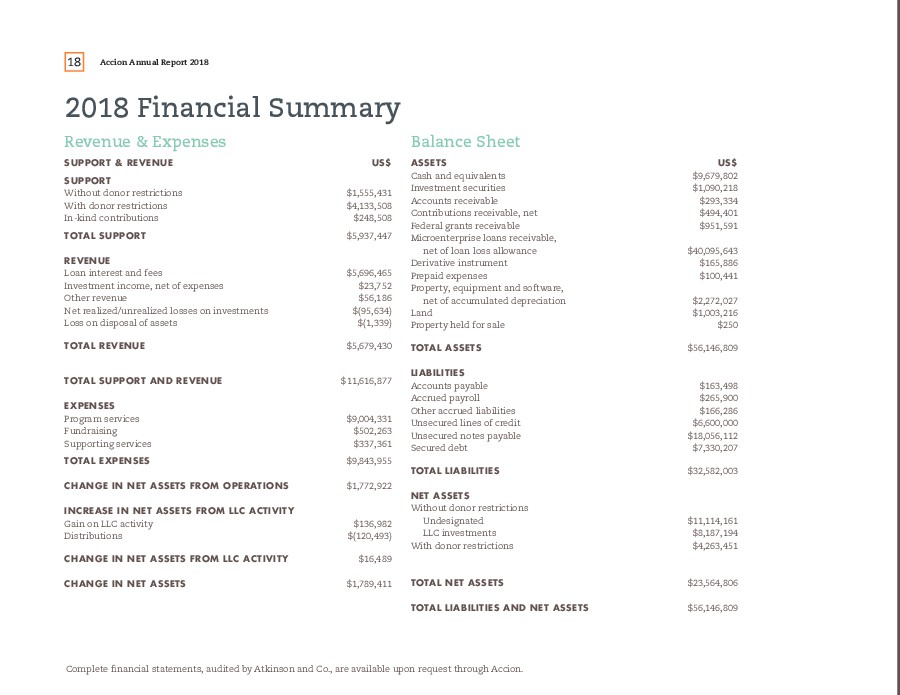 18
Accion Annual Report 2018
2018 Financial Summary
Revenue & Expenses
SUPPORT & REVENUE US$
SUPPORT
Without donor restrictions $1,555,431
With donor restrictions $4,133,508
In-kind contributions $248,508
TOTAL SUPPORT $5,937,447
REVENUE
Loan interest and fees $5,696,465
Investment income, net of expenses $23,752
Other revenue $56,186
Net realized/unrealized losses on investments $(95,634)
Loss on disposal of assets $(1,339)
TOTAL REVENUE $5,679,430
TOTAL SUPPORT AND REVENUE $11,616,877
EXPENSES
Program services $9,004,331
Fundraising $502,263
Supporting services $337,361
TOTAL EXPENSES $9,843,955
CHANGE IN NET ASSETS FROM OPERATIONS $1,772,922
INCREASE IN NET ASSETS FROM LLC ACTIVITY
Gain on LLC activity $136,982
Distributions $(120,493)
CHANGE IN NET ASSETS FROM LLC ACTIVITY $16,489
CHANGE IN NET ASSETS $1,789,411
Balance Sheet
ASSETS US$
Cash and equivalents $9,679,802
Investment securities $1,090,218
Accounts receivable $293,334
Contributions receivable, net $494,401
Federal grants receivable $951,591
Microenterprise loans receivable,
net of loan loss allowance $40,095,643
Derivative instrument $165,886
Prepaid expenses $100,441
Property, equipment and software,
net of accumulated depreciation $2,272,027
Land $1,003,216
Property held for sale $250
TOTAL ASSETS $56,146,809
LIABILITIES
Accounts payable $163,498
Accrued payroll $265,900
Other accrued liabilities $166,286
Unsecured lines of credit $6,600,000
Unsecured notes payable $18,056,112
Secured debt $7,330,207
TOTAL LIABILITIES $32,582,003
NET ASSETS
Without donor restrictions
Undesignated $11,114,161
LLC investments $8,187,194
With donor restrictions $4,263,451
TOTAL NET ASSETS $23,564,806
TOTAL LIABILITIES AND NET ASSETS $56,146,809
Complete financial statements, audited by Atkinson and Co., are available upon request through Accion.